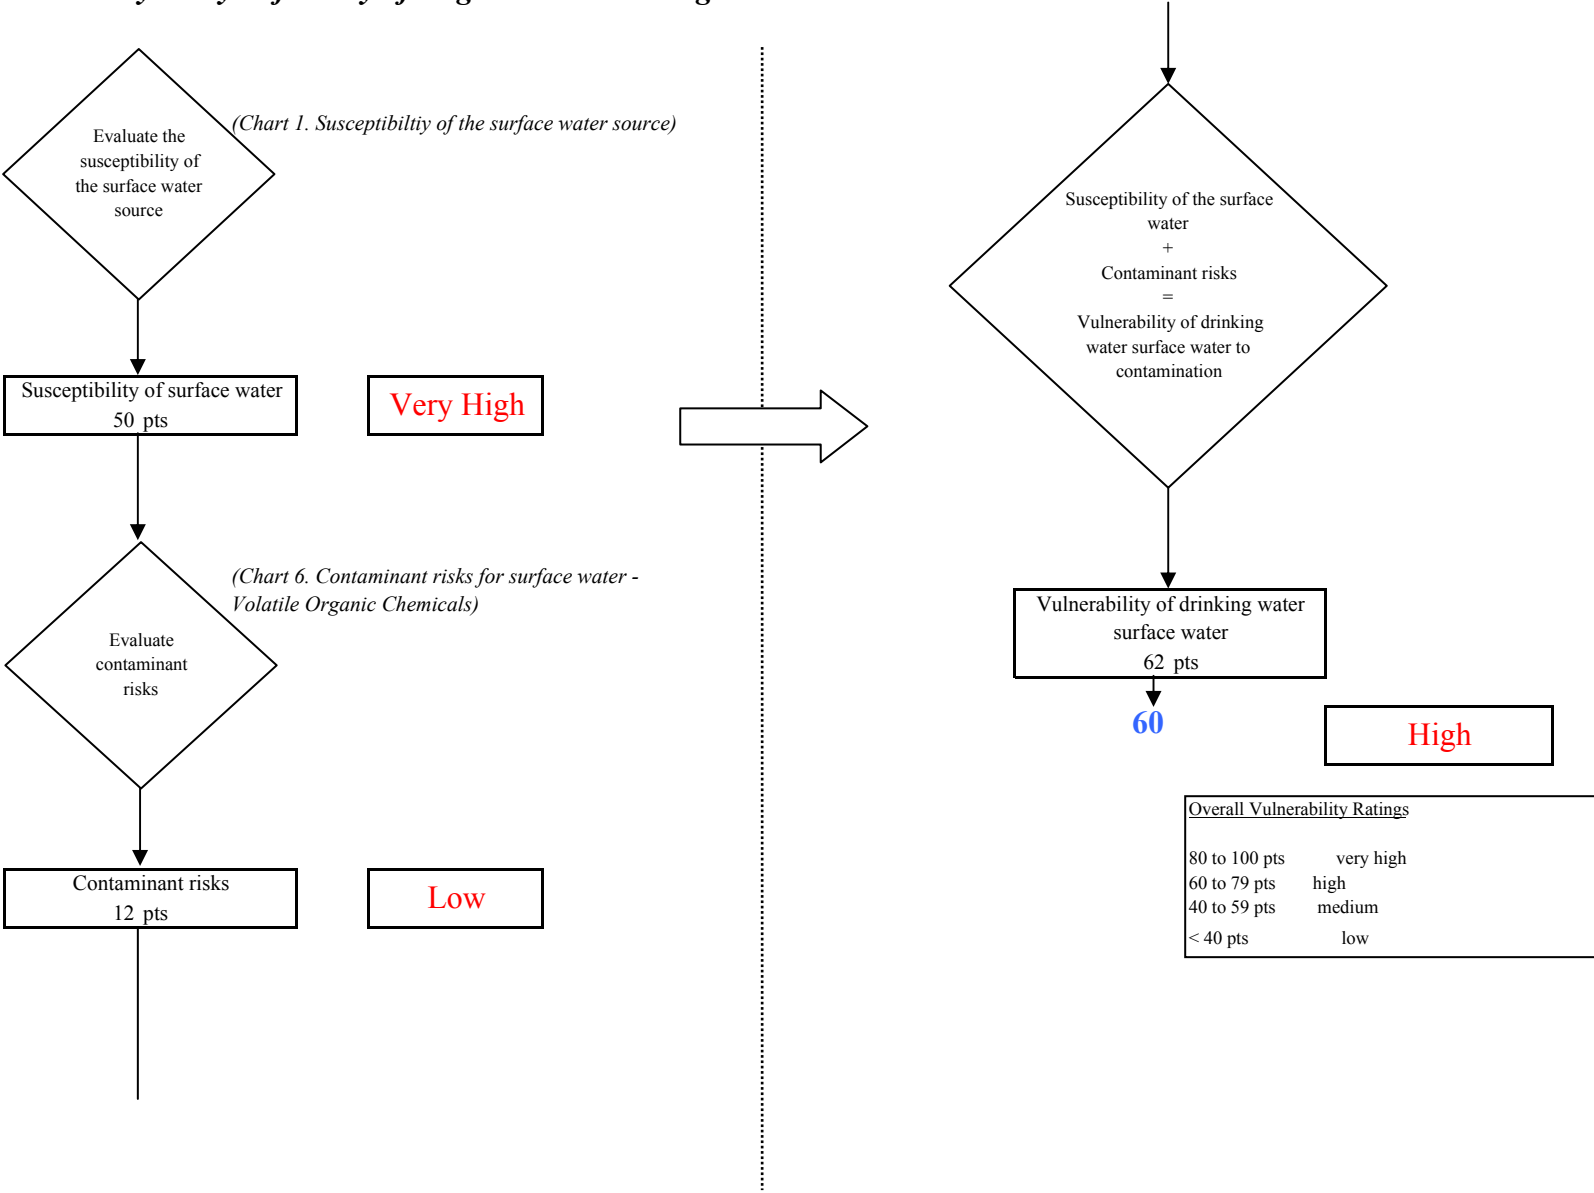 (Chart 1. Susceptibiltiy of the surface water source)
Evaluate the
susceptibility of
the surface water
source
Susceptibility of surface water
50 pts
Very High
(Chart 6. Contaminant risks for surface water -
Volatile Organic Chemicals)
Evaluate
contaminant
risks
Contaminant risks
12 pts
Low
Susceptibility of the surface
water
+
Contaminant risks
=
Vulnerability of drinking
water surface water to
contamination
Vulnerability of drinking water
surface water
62 pts
60
High
Overall Vulnerability Ratings
80 to 100 pts very high
60 to 79 pts high
40 to 59 pts medium
< 40 pts low